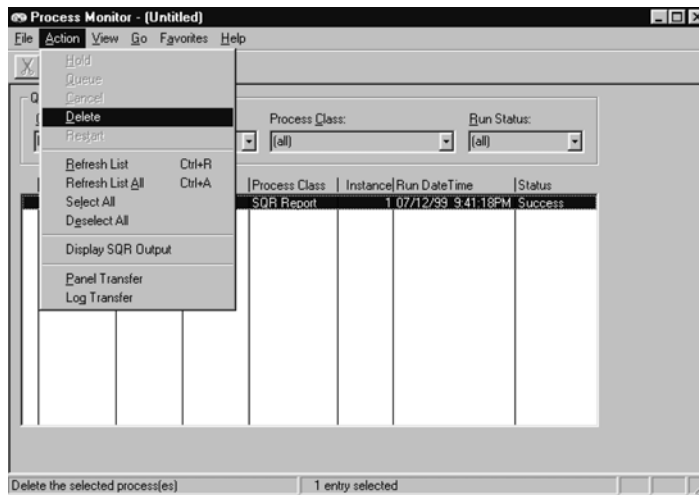 Process Monitor - (Untitled)
File Action View Go Favorites Help
Hold
Queue
Cancel
Delete
Restart
Refresh List Ctrl+R
Refresh List All Ctrl+A
Select All
Deselect All
Display SQR Output
Panel Transfer
Log Transfer
Process Class: Run Status:
(all) (all)
Process Class Instance Run DateTime Status
SQR Report 1 07/12/99 9:41:18PM Success
Delete the selected process(es) 1 entry selected